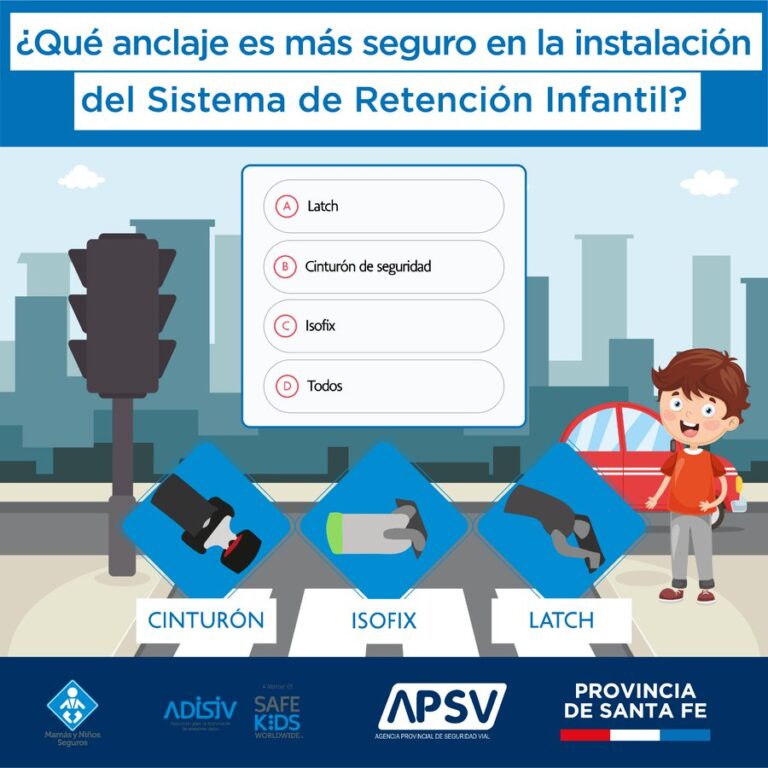 ¿Qué anclaje es más seguro en la instalación
del Sistema de Retención Infantil?
A Latch
B Cinturón de seguridad
C Isofix
D Todos
CINTURÓN
ISOFIX
LATCH
Mamás y Niños
Seguros
ADISIV
A Member Of
SAFE
KIDS
WORLDWIDE
APSV
AGENCIA PROVINCIAL DE SEGURIDAD VIAL
PROVINCIA
DE SANTA FE